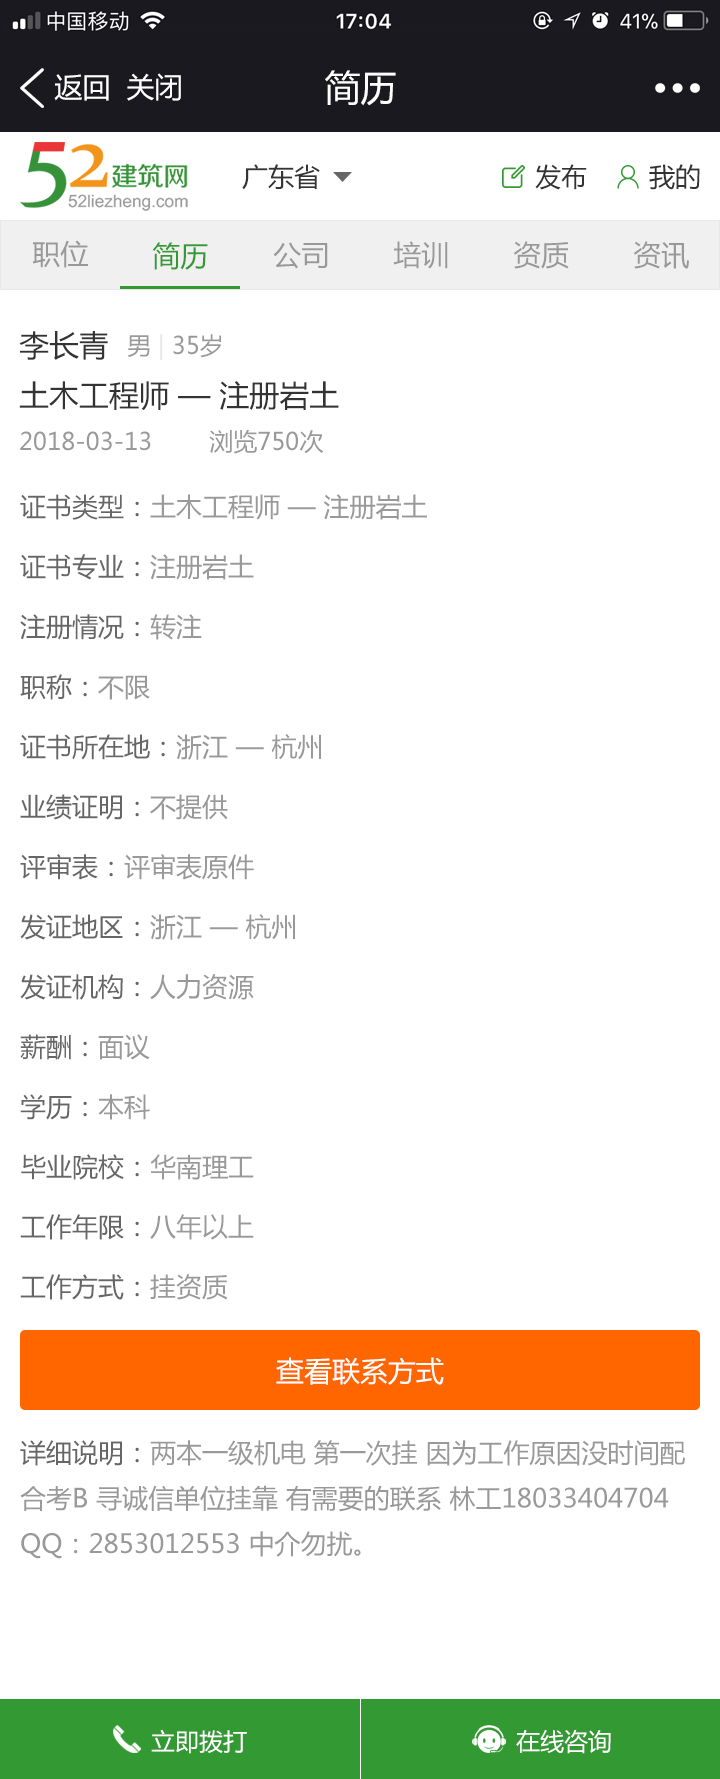 中国移动 17:04 41%
返回 关闭 简历
52建筑网 广东省 发布 我的
52liezheng.com
职位 简历 公司 培训 资质 资讯
李长青 男 35岁
土木工程师 — 注册岩土
2018-03-13 浏览750次
证书类型：土木工程师 — 注册岩土
证书专业：注册岩土
注册情况：转注
职称：不限
证书所在地：浙江 — 杭州
业绩证明：不提供
评审表：评审表原件
发证地区：浙江 — 杭州
发证机构：人力资源
薪酬：面议
学历：本科
毕业院校：华南理工
工作年限：八年以上
工作方式：挂资质
查看联系方式
详细说明：两本一级机电 第一次挂 因为工作原因没时间配
合考B 寻诚信单位挂靠 有需要的联系 林工18033404704
QQ：2853012553 中介勿扰。
立即拨打 在线咨询